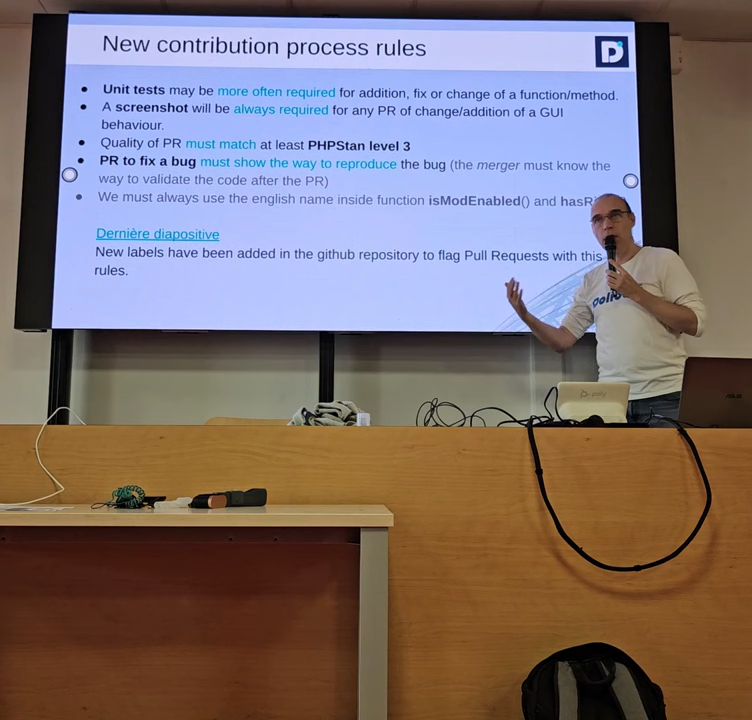 New contribution process rules
D
● Unit tests may be more often required for addition, fix or change of a function/method.
● A screenshot will be always required for any PR of change/addition of a GUI
behaviour.
● Quality of PR must match at least PHPStan level 3
● PR to fix a bug must show the way to reproduce the bug (the merger must know the
way to validate the code after the PR)
● We must always use the english name inside function isModEnabled() and
Dernière diapositive
New labels have been added in the github repository to flag Pull Requests with this
rules.
poly
ASUS